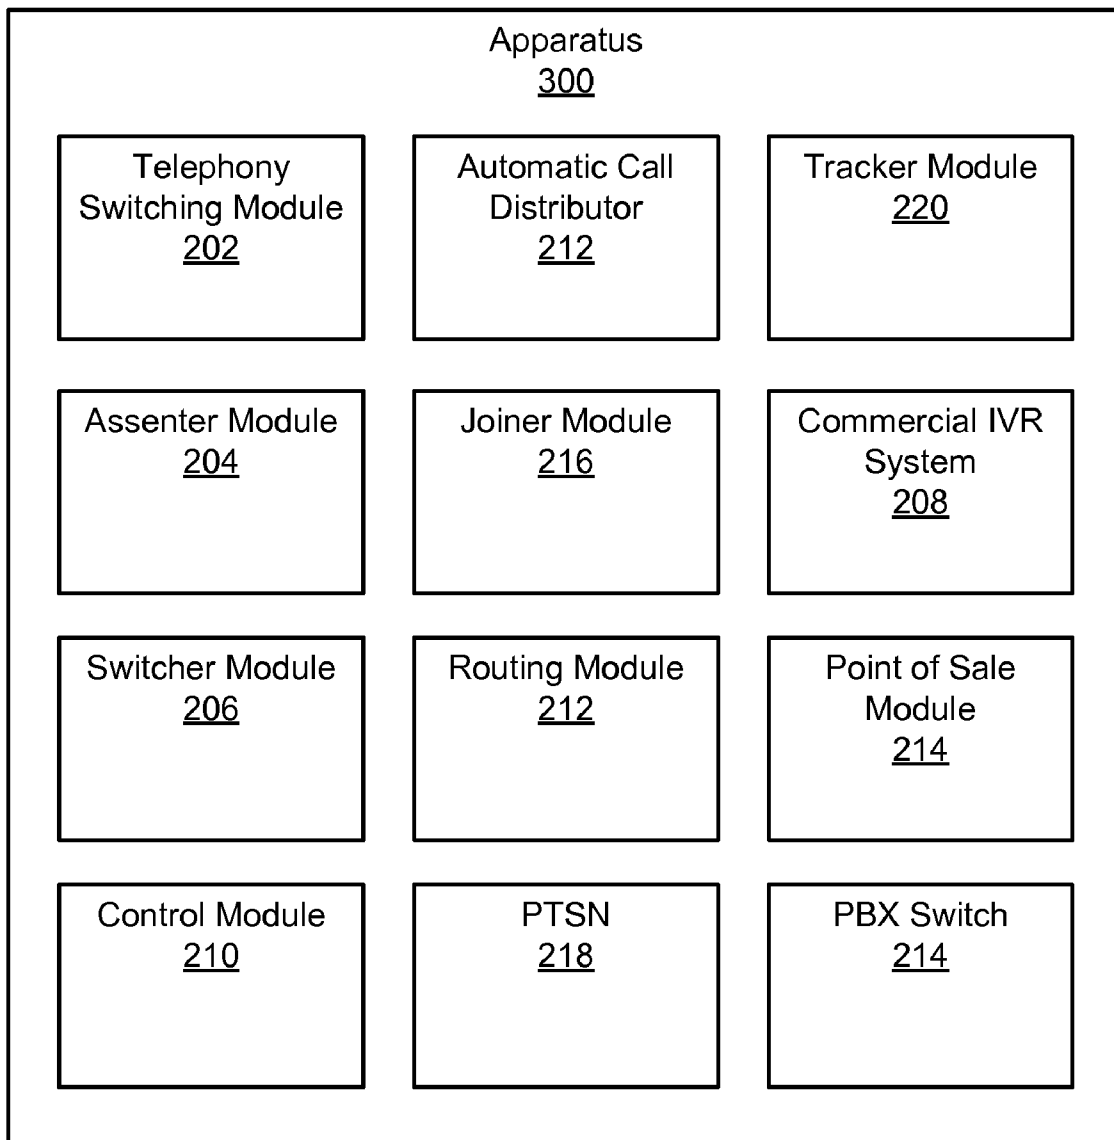 Apparatus
300
Telephony
Switching Module
202
Automatic Call
Distributor
212
Tracker Module
220
Assenter Module
204
Joiner Module
216
Commercial IVR
System
208
Switcher Module
206
Routing Module
212
Point of Sale
Module
214
Control Module
210
PTSN
218
PBX Switch
214